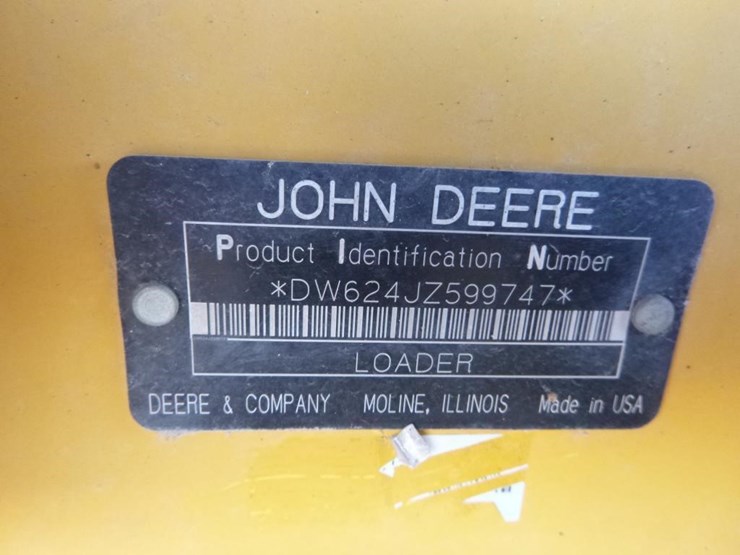 JOHN DEERE
Product Identification Number
*DW624JZ599747*
LOADER
DEERE & COMPANY MOLINE, ILLINOIS Made in USA